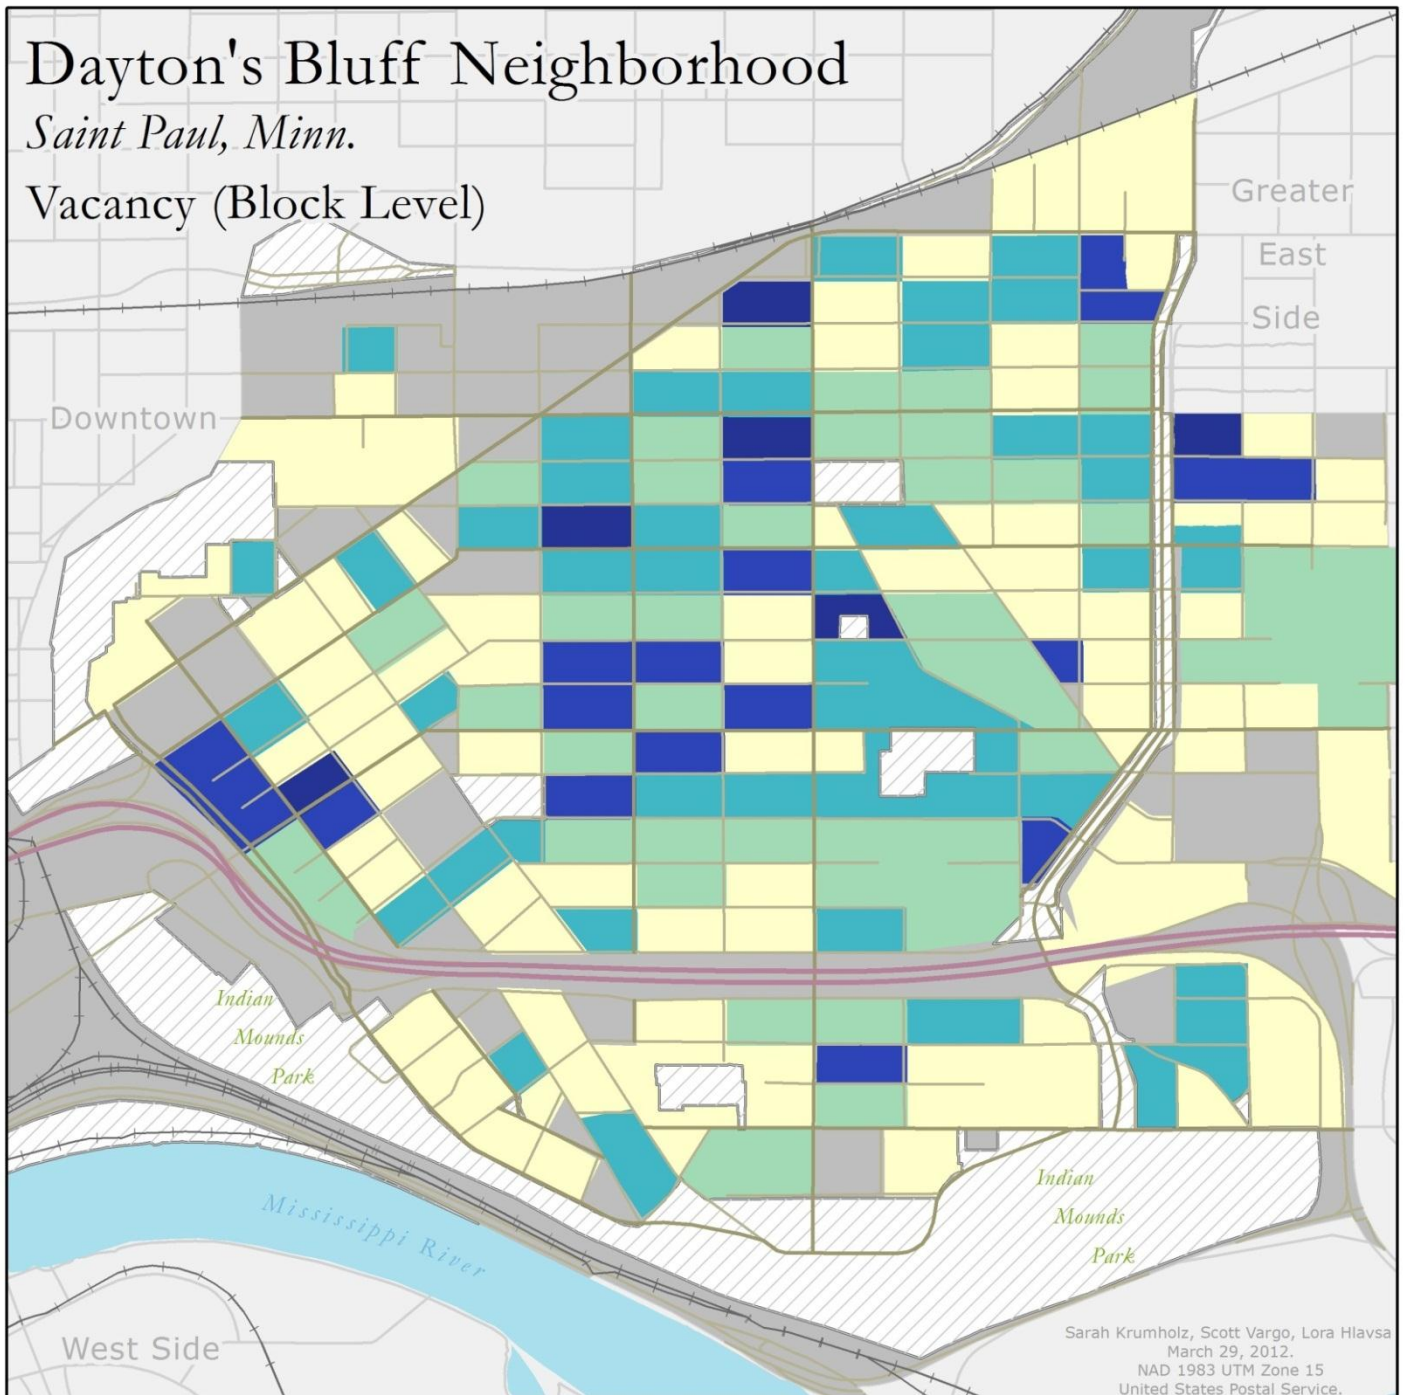 Dayton's Bluff Neighborhood
Saint Paul, Minn.
Vacancy (Block Level)
Greater
East
Side
Downtown
Indian
Mounds
Park
Indian
Mounds
Park
Mississippi River
West Side
Sarah Krumholz, Scott Vargo, Lora Hlavsa
March 29, 2012.
NAD 1983 UTM Zone 15
United States Postal Service.